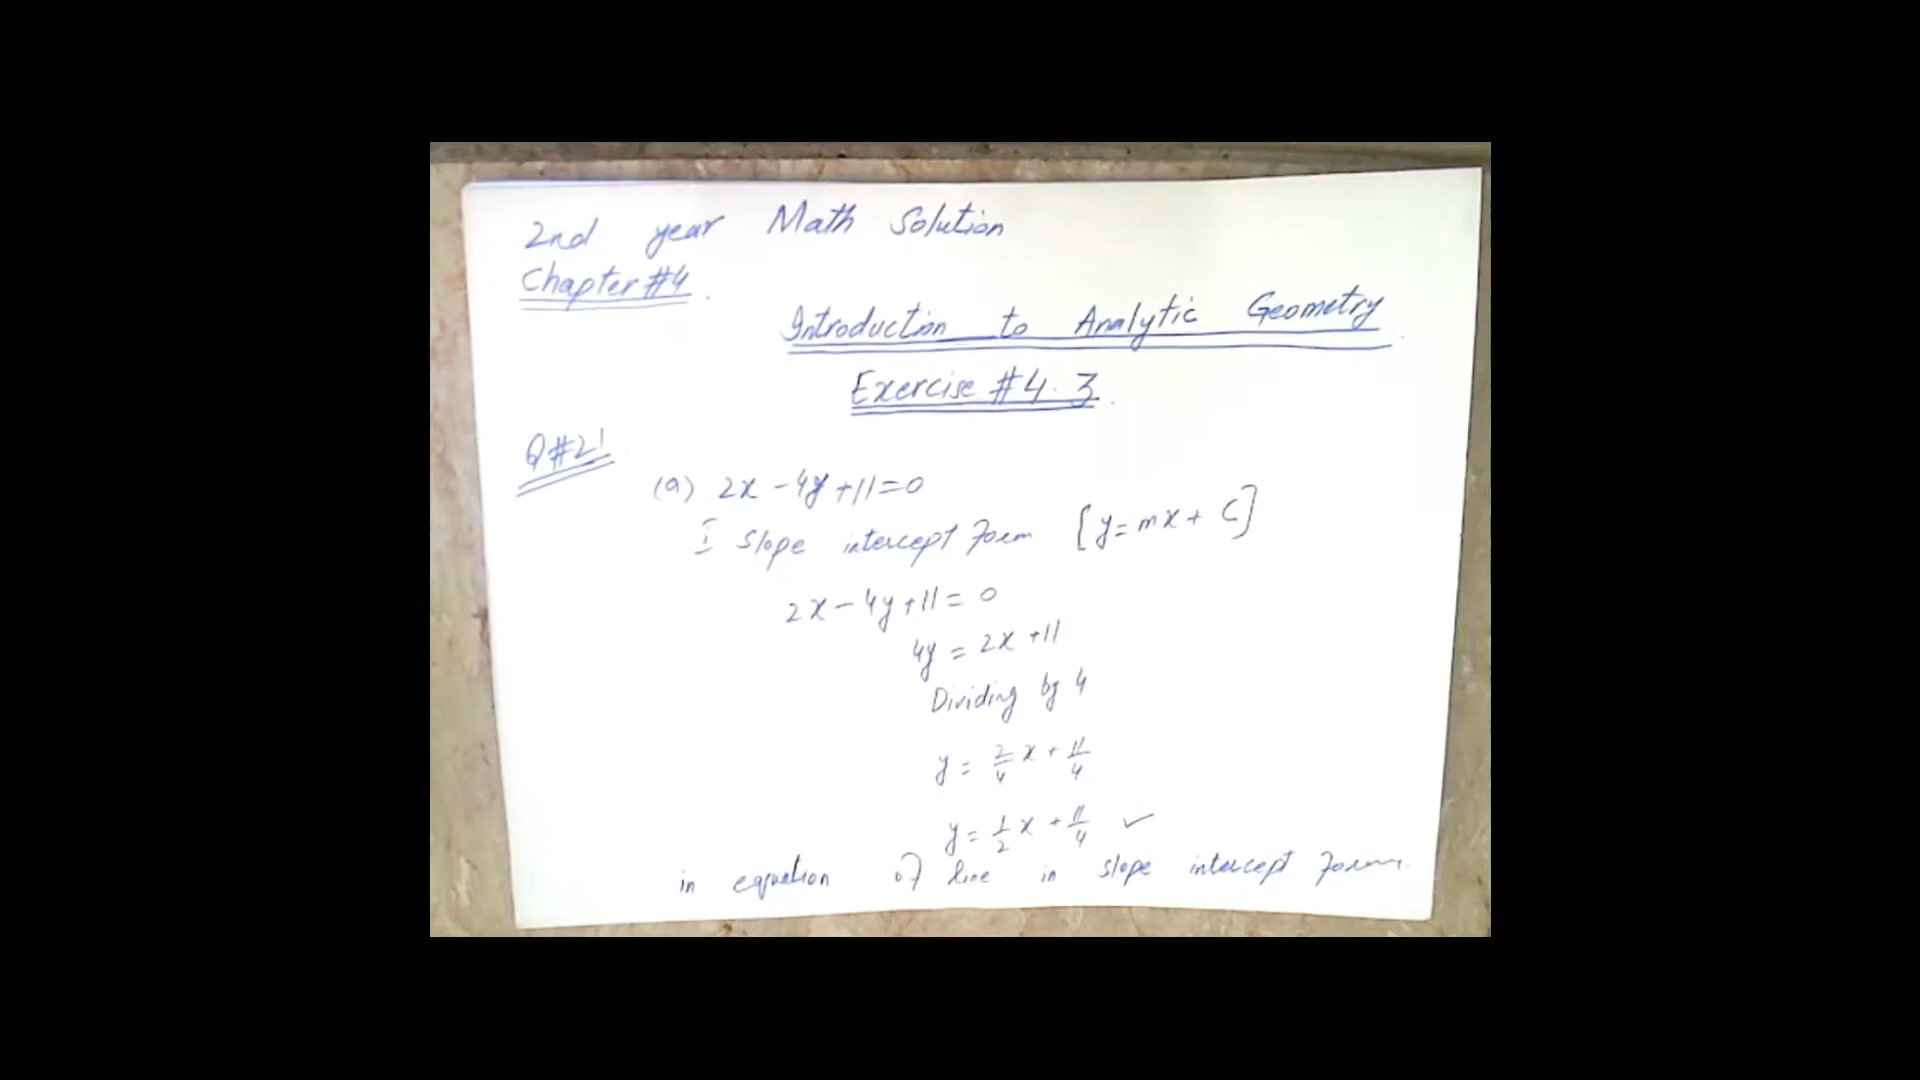 2nd year Math Solution
Chapter #4.
Introduction to Analytic Geometry
Exercise #4.3.
Q#21
(a) 2x - 4y + 11 = 0
I Slope intercept form [y = mx + C]
2x - 4y + 11 = 0
4y = 2x + 11
Dividing by 4
y = 2/4 x + 11/4
y = 1/2 x + 11/4 ✓
in equation of line in slope intercept form.